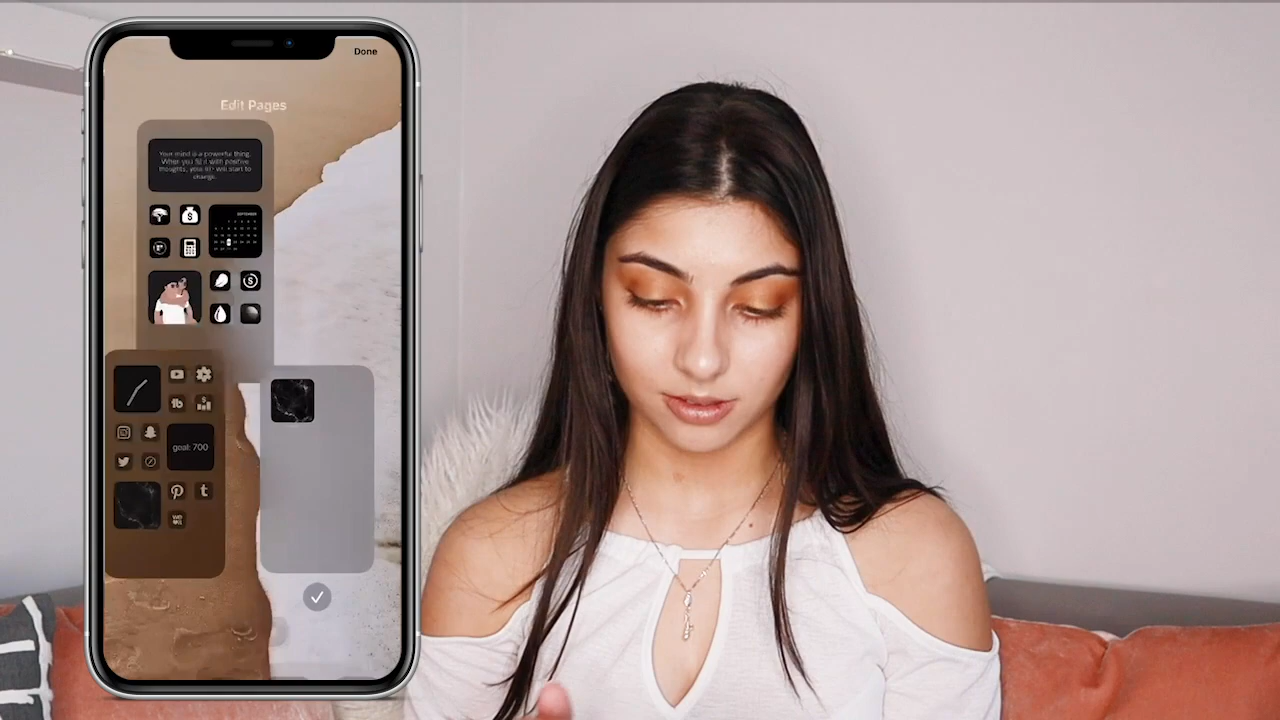 Done
Edit Pages
Your mind is a powerful thing.
When you fill it with positive
thoughts, your life will start to
change.
SEPTEMBER
goal: 700